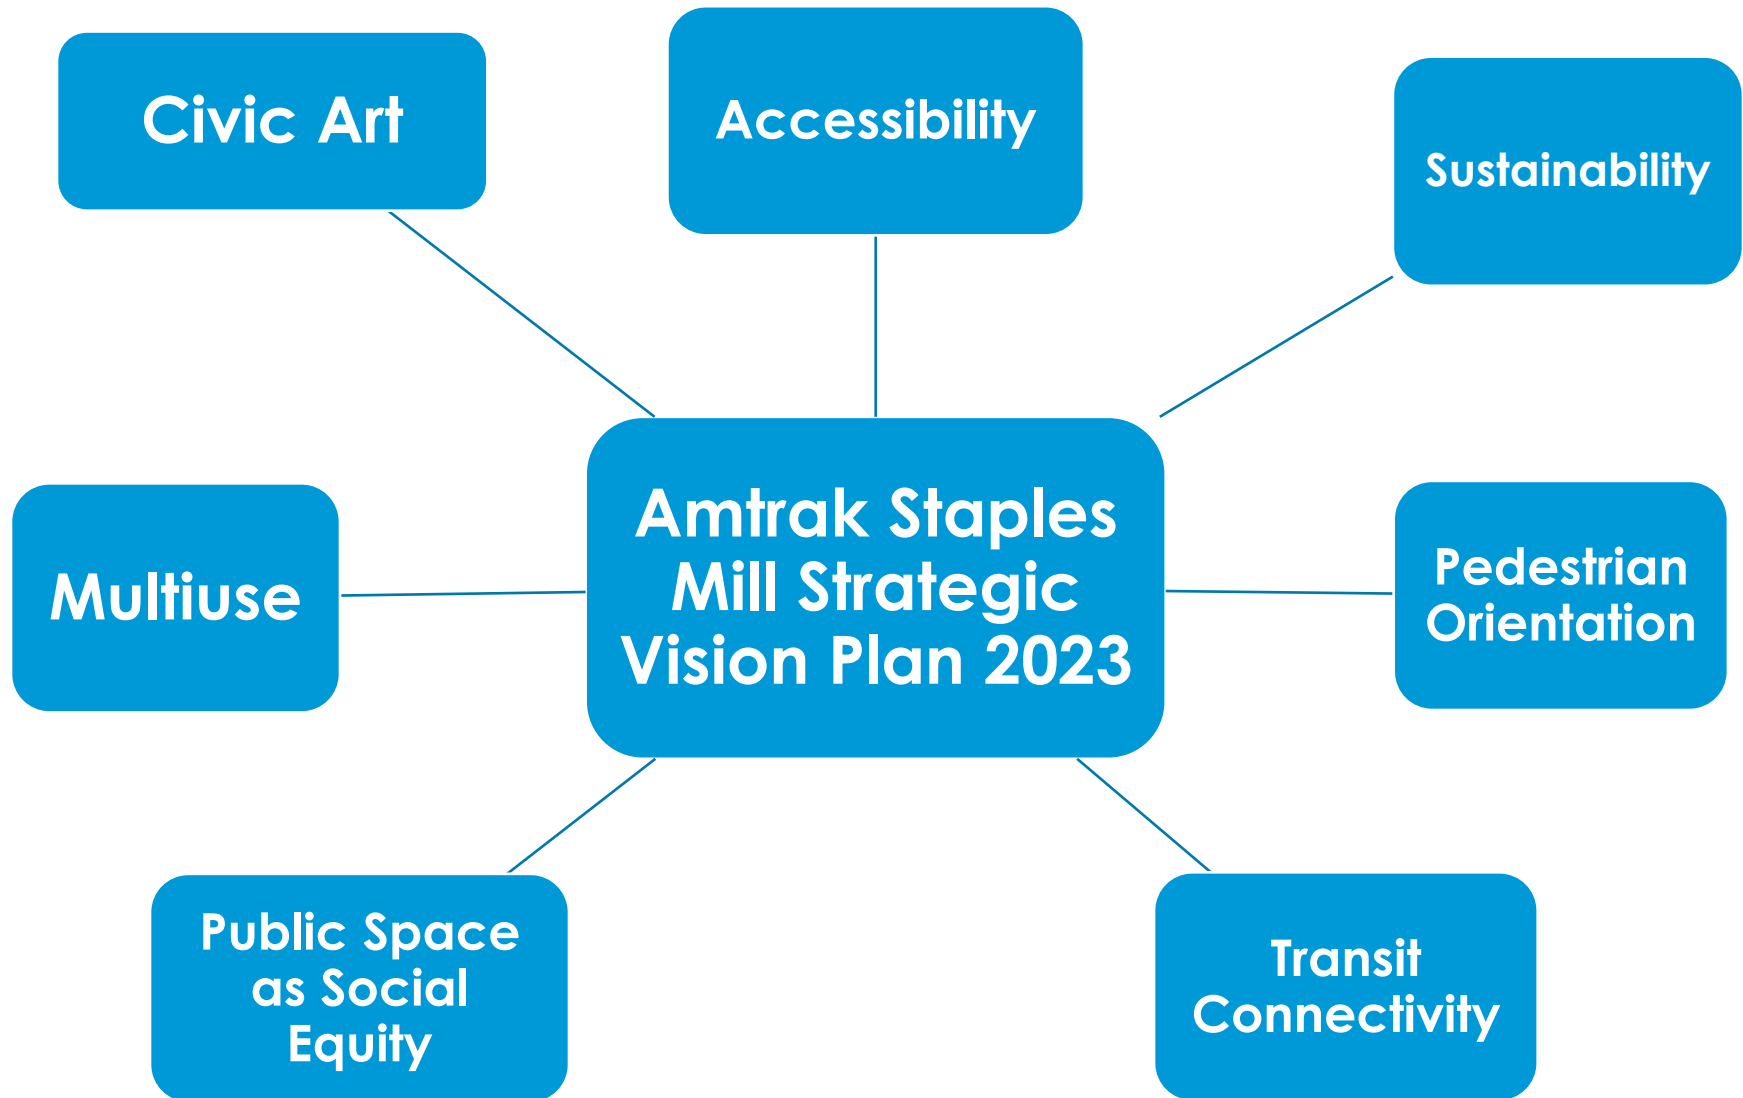 Civic Art
Accessibility
Sustainability
Multiuse
Amtrak Staples
Mill Strategic
Vision Plan 2023
Pedestrian
Orientation
Public Space
as Social
Equity
Transit
Connectivity